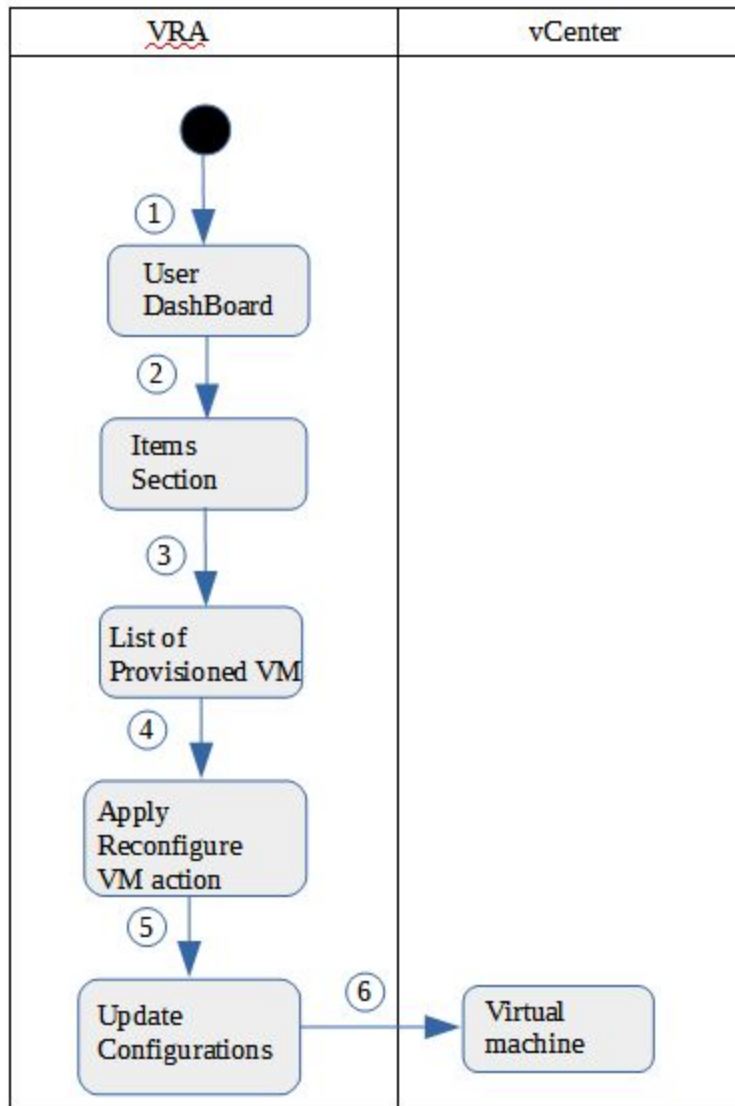 VRA
vCenter
1
User
DashBoard
2
Items
Section
3
List of
Provisioned VM
4
Apply
Reconfigure
VM action
5
Update
Configurations
6
Virtual
machine